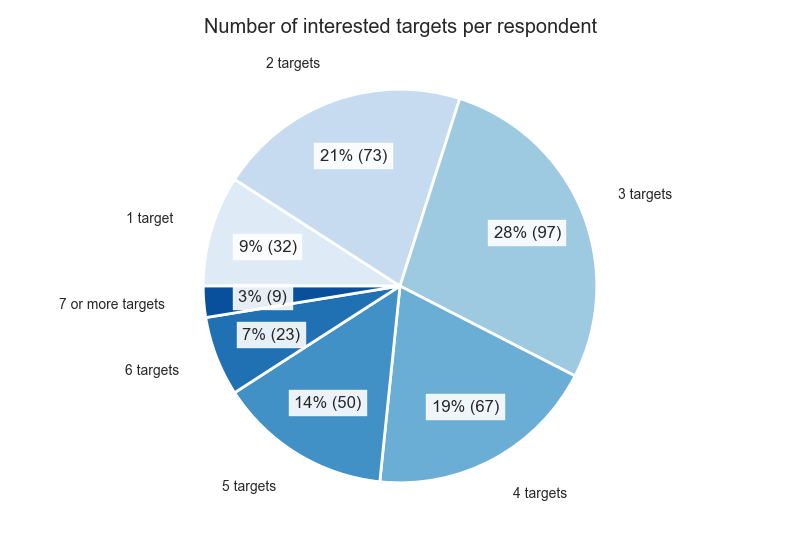 Number of interested targets per respondent
2 targets
21% (73)
3 targets
28% (97)
1 target
9% (32)
7 or more targets
3% (9)
6 targets
7% (23)
5 targets
14% (50)
4 targets
19% (67)